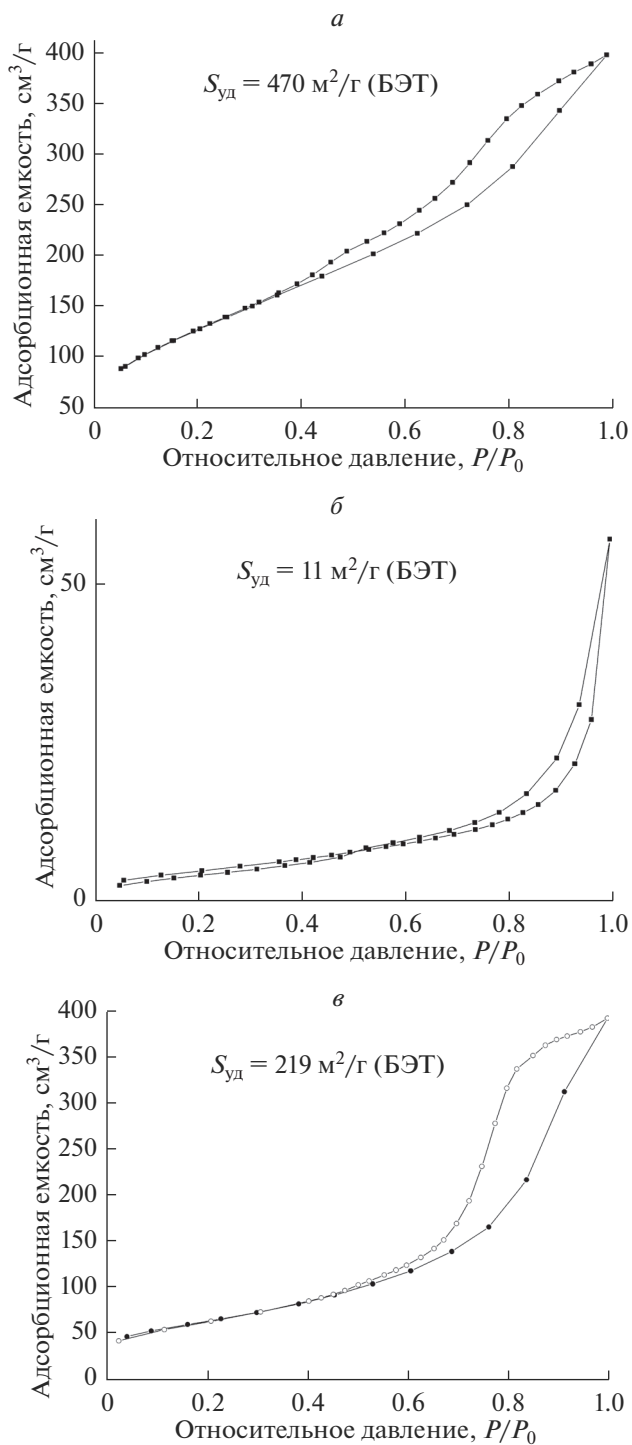 а
Адсорбционная емкость, см³/г
400
350
300
250
200
150
100
50
S_уд = 470 м²/г (БЭТ)
0 0.2 0.4 0.6 0.8 1.0
Относительное давление, P/P₀
б
Адсорбционная емкость, см³/г
50
0
S_уд = 11 м²/г (БЭТ)
0 0.2 0.4 0.6 0.8 1.0
Относительное давление, P/P₀
в
Адсорбционная емкость, см³/г
400
350
300
250
200
150
100
50
0
S_уд = 219 м²/г (БЭТ)
0 0.2 0.4 0.6 0.8 1.0
Относительное давление, P/P₀